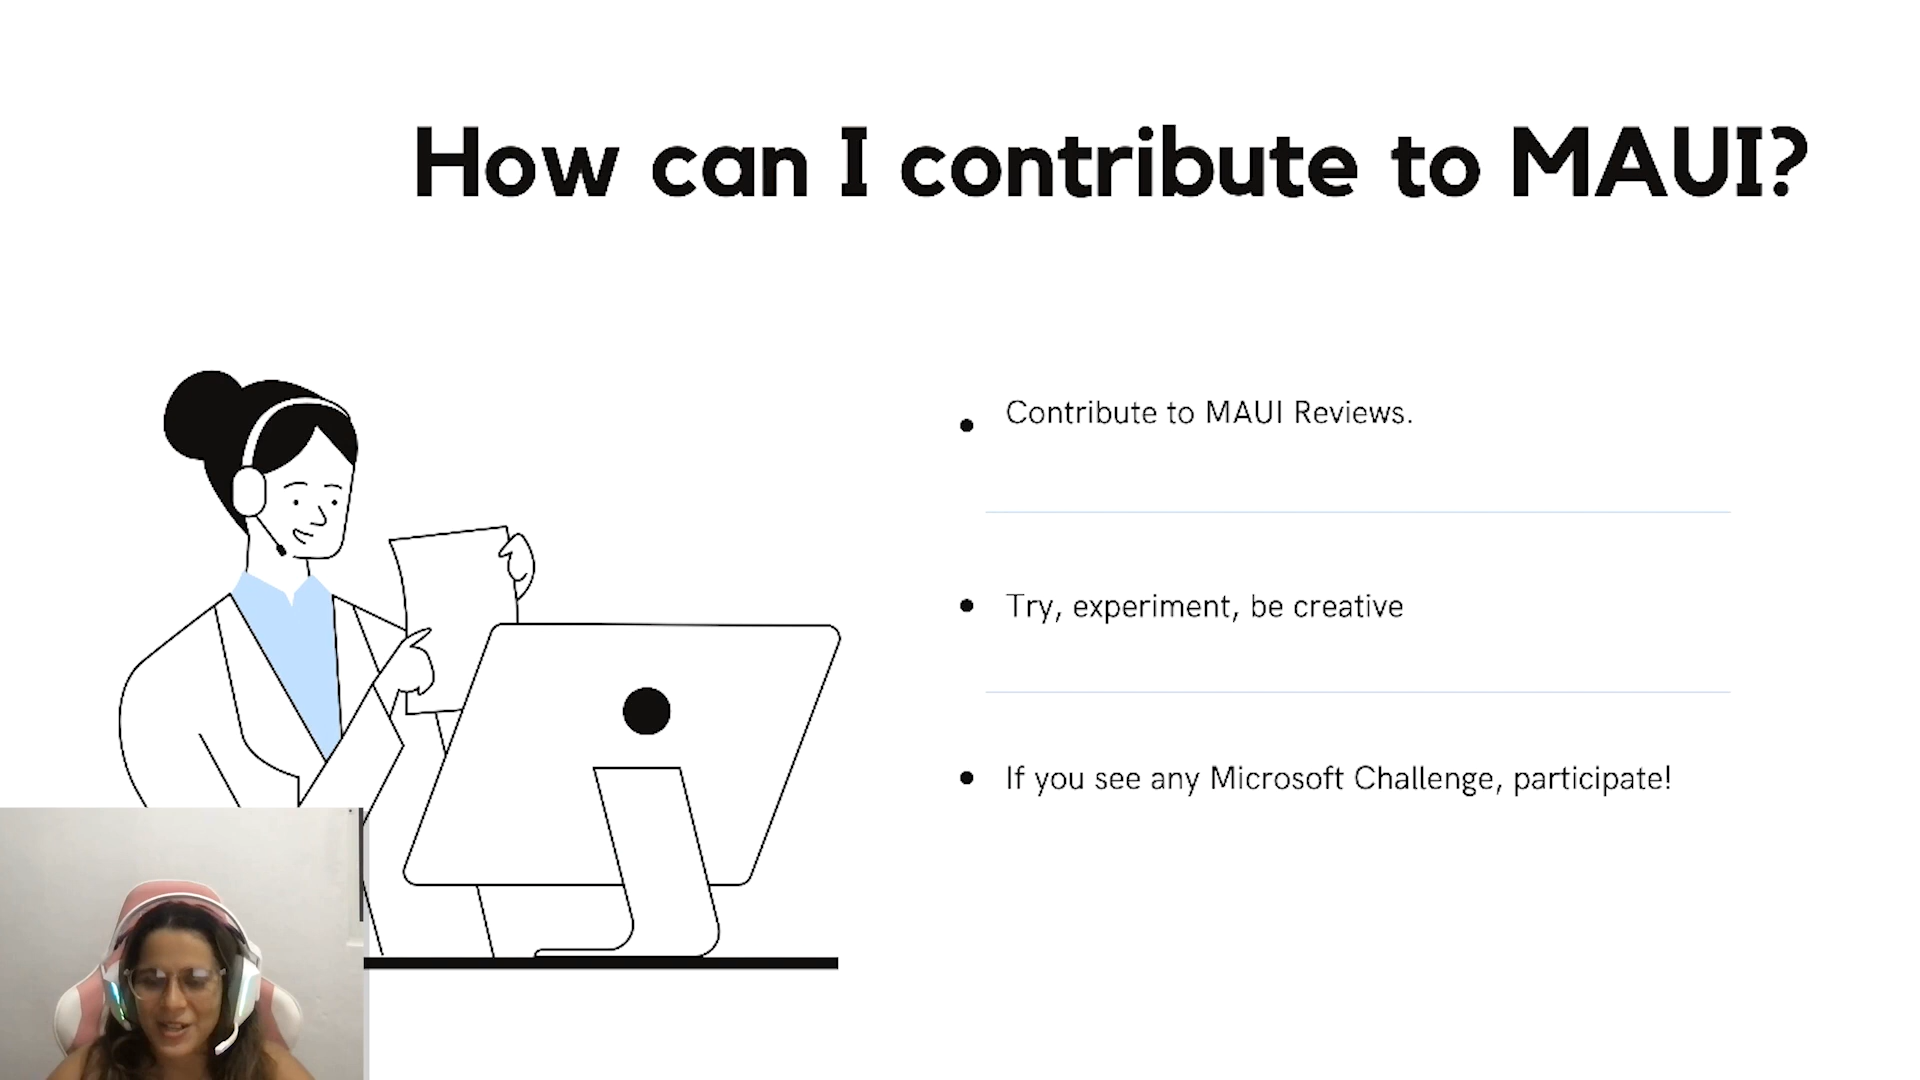 How can I contribute to MAUI?
Contribute to MAUI Reviews.
Try, experiment, be creative
If you see any Microsoft Challenge, participate!